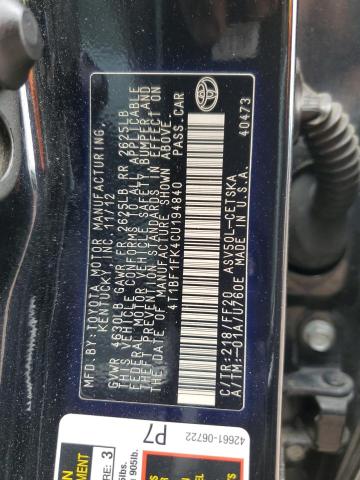 MFD. BY:TOYOTA MOTOR MANUFACTURING,
KENTUCKY, INC. 11/12
GVWR 4630LB GAWR FR 2625LB RR 2625LB
THIS VEHICLE CONFORMS TO ALL APPLICABLE
FEDERAL MOTOR VEHICLE SAFETY, BUMPER, AND
THEFT PREVENTION STANDARDS IN EFFECT ON
THE DATE OF MANUFACTURE SHOWN ABOVE.
4T1BF1FK4CU194840 PASS.CAR
C/TR:218/FF20 ASV50L-CETSKA
A/TM:-01A/U760E MADE IN U.S.A.
40473
42661-06722
P7
3